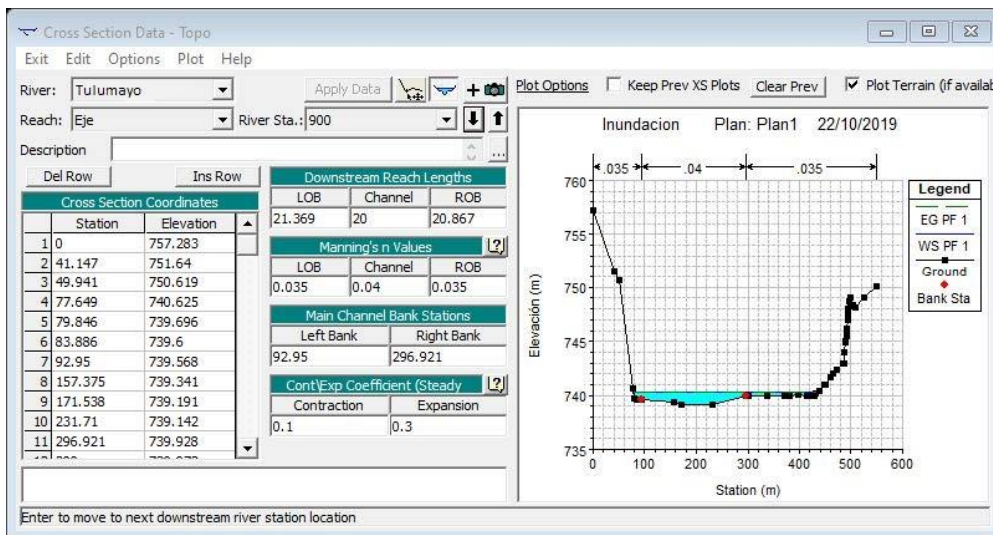 Cross Section Data - Topo
Exit Edit Options Plot Help
River: Tulumayo Apply Data + Plot Options Keep Prev XS Plots Clear Prev Plot Terrain (if availab
Reach: Eje River Sta.: 900
Description ...
Del Row Ins Row
Cross Section Coordinates
Station Elevation
1 0 757.283
2 41.147 751.64
3 49.941 750.619
4 77.649 740.625
5 79.846 739.696
6 83.886 739.6
7 92.95 739.568
8 157.375 739.341
9 171.538 739.191
10 231.71 739.142
11 296.921 739.928
Downstream Reach Lengths
LOB Channel ROB
21.369 20 20.867
Manning's n Values
LOB Channel ROB
0.035 0.04 0.035
Main Channel Bank Stations
Left Bank Right Bank
92.95 296.921
Cont\Exp Coefficient (Steady
Contraction Expansion
0.1 0.3
Inundacion Plan: Plan1 22/10/2019
.035 .04 .035
760
755
750
745
740
735
Elevación (m)
0 100 200 300 400 500 600
Station (m)
Legend
EG PF 1
WS PF 1
Ground
Bank Sta
Enter to move to next downstream river station location